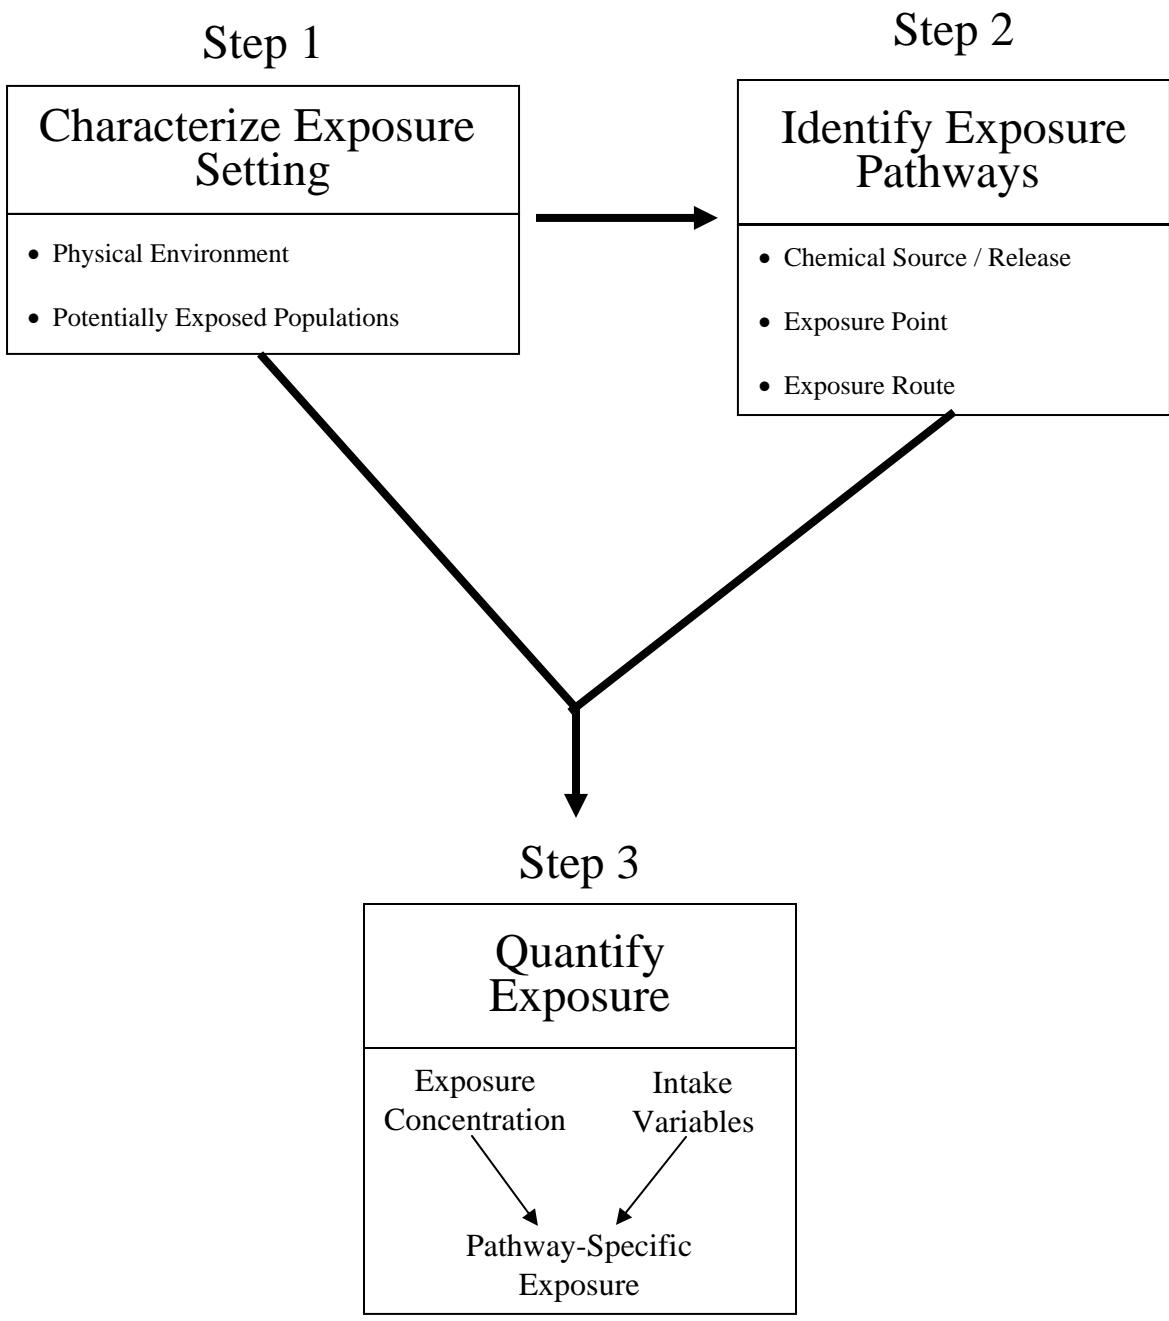 Step 1
Characterize Exposure
Setting
• Physical Environment
• Potentially Exposed Populations
Step 2
Identify Exposure
Pathways
• Chemical Source / Release
• Exposure Point
• Exposure Route
Step 3
Quantify
Exposure
Exposure
Concentration
Intake
Variables
Pathway-Specific
Exposure